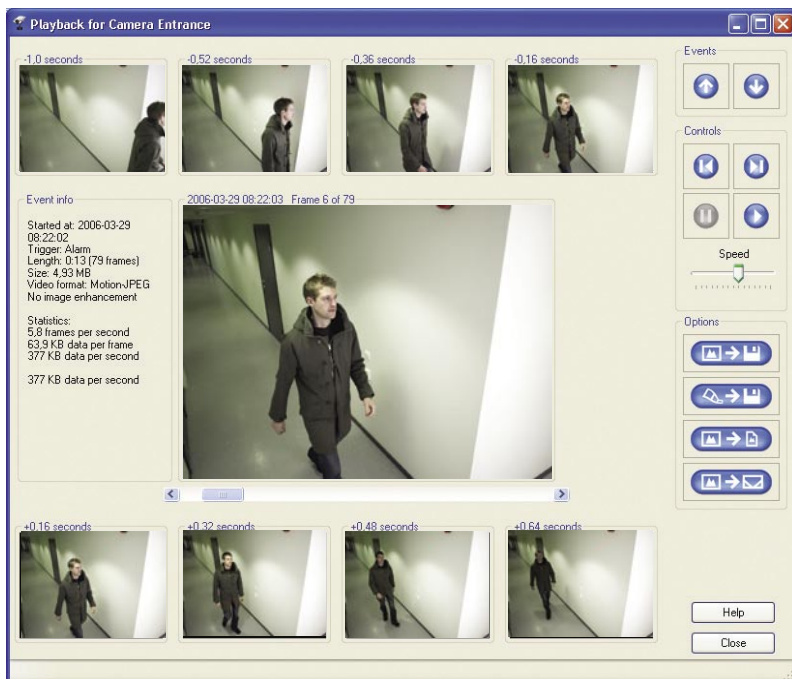 Playback for Camera Entrance
-1,0 seconds
-0,52 seconds
-0,36 seconds
-0,16 seconds
Events
Controls
Event info
Started at: 2006-03-29
08:22:02
Trigger: Alarm
Length: 0:13 (79 frames)
Size: 4,93 MB
Video format: Motion-JPEG
No image enhancement
Statistics:
5,8 frames per second
63,9 KB data per frame
377 KB data per second
377 KB data per second
2006-03-29 08:22:03 Frame 6 of 79
Speed
Options
+0,16 seconds
+0,32 seconds
+0,48 seconds
+0,64 seconds
Help
Close